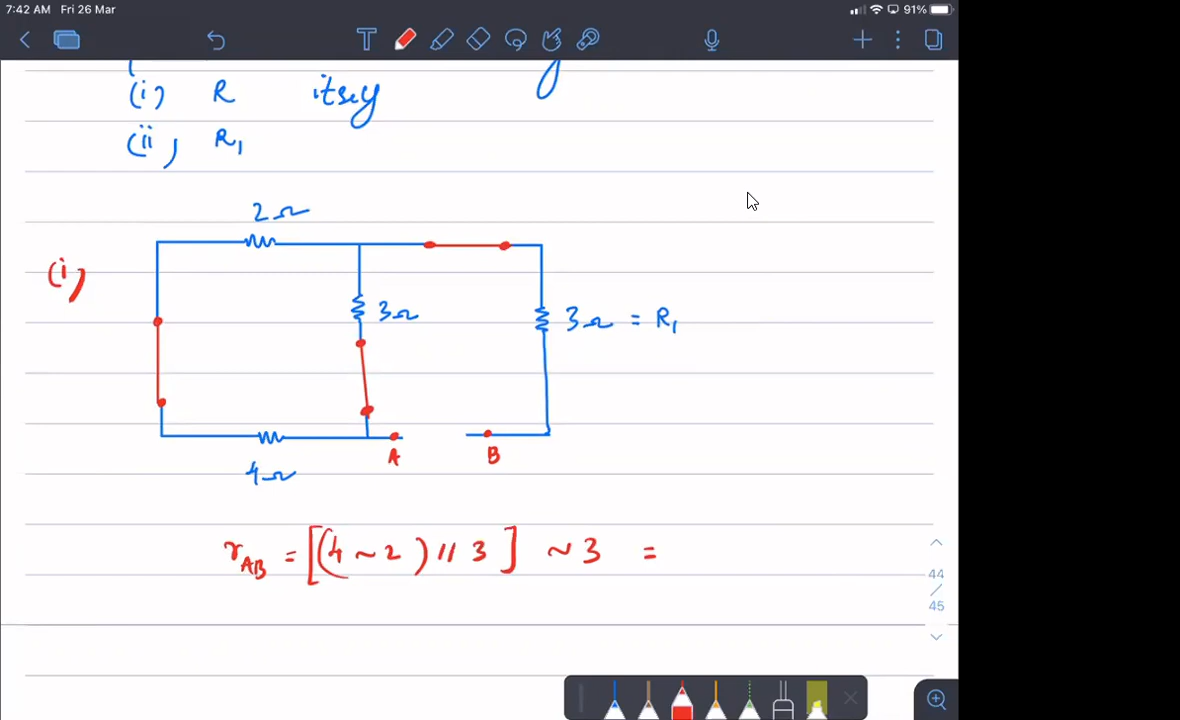 7:42 AM Fri 26 Mar 91%
(i) R itself
(ii) R1
2Ω
(i)
3Ω
3Ω = R1
A
B
4Ω
rAB = [(4 ~ 2) // 3] ~ 3 =
44
/
45